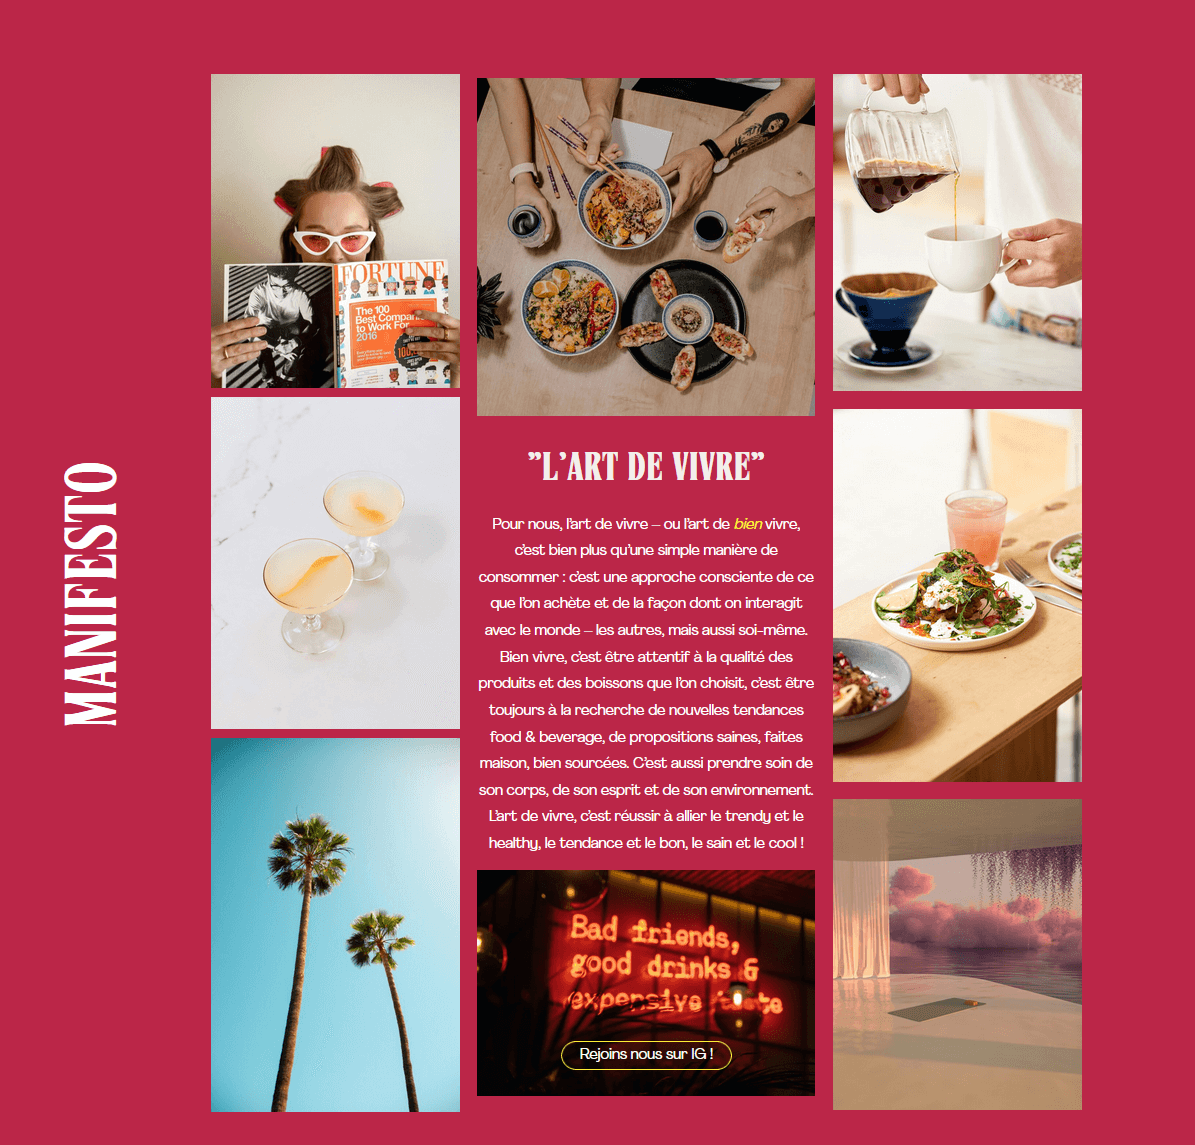 FORTUNE
The 100
to Work For
2016
MANIFESTO
”L’ART DE VIVRE”
Pour nous, l’art de vivre – ou l’art de bien vivre,
c’est bien plus qu’une simple manière de
consommer : c’est une approche consciente de ce
que l’on achète et de la façon dont on interagit
avec le monde – les autres, mais aussi soi-même.
Bien vivre, c’est être attentif à la qualité des
produits et des boissons que l’on choisit, c’est être
toujours à la recherche de nouvelles tendances
food & beverage, de propositions saines, faites
maison, bien sourcées. C’est aussi prendre soin de
son corps, de son esprit et de son environnement.
L’art de vivre, c’est réussir à allier le trendy et le
healthy, le tendance et le bon, le sain et le cool !
Bad friends,
good drinks &
expensive taste
Rejoins nous sur IG !